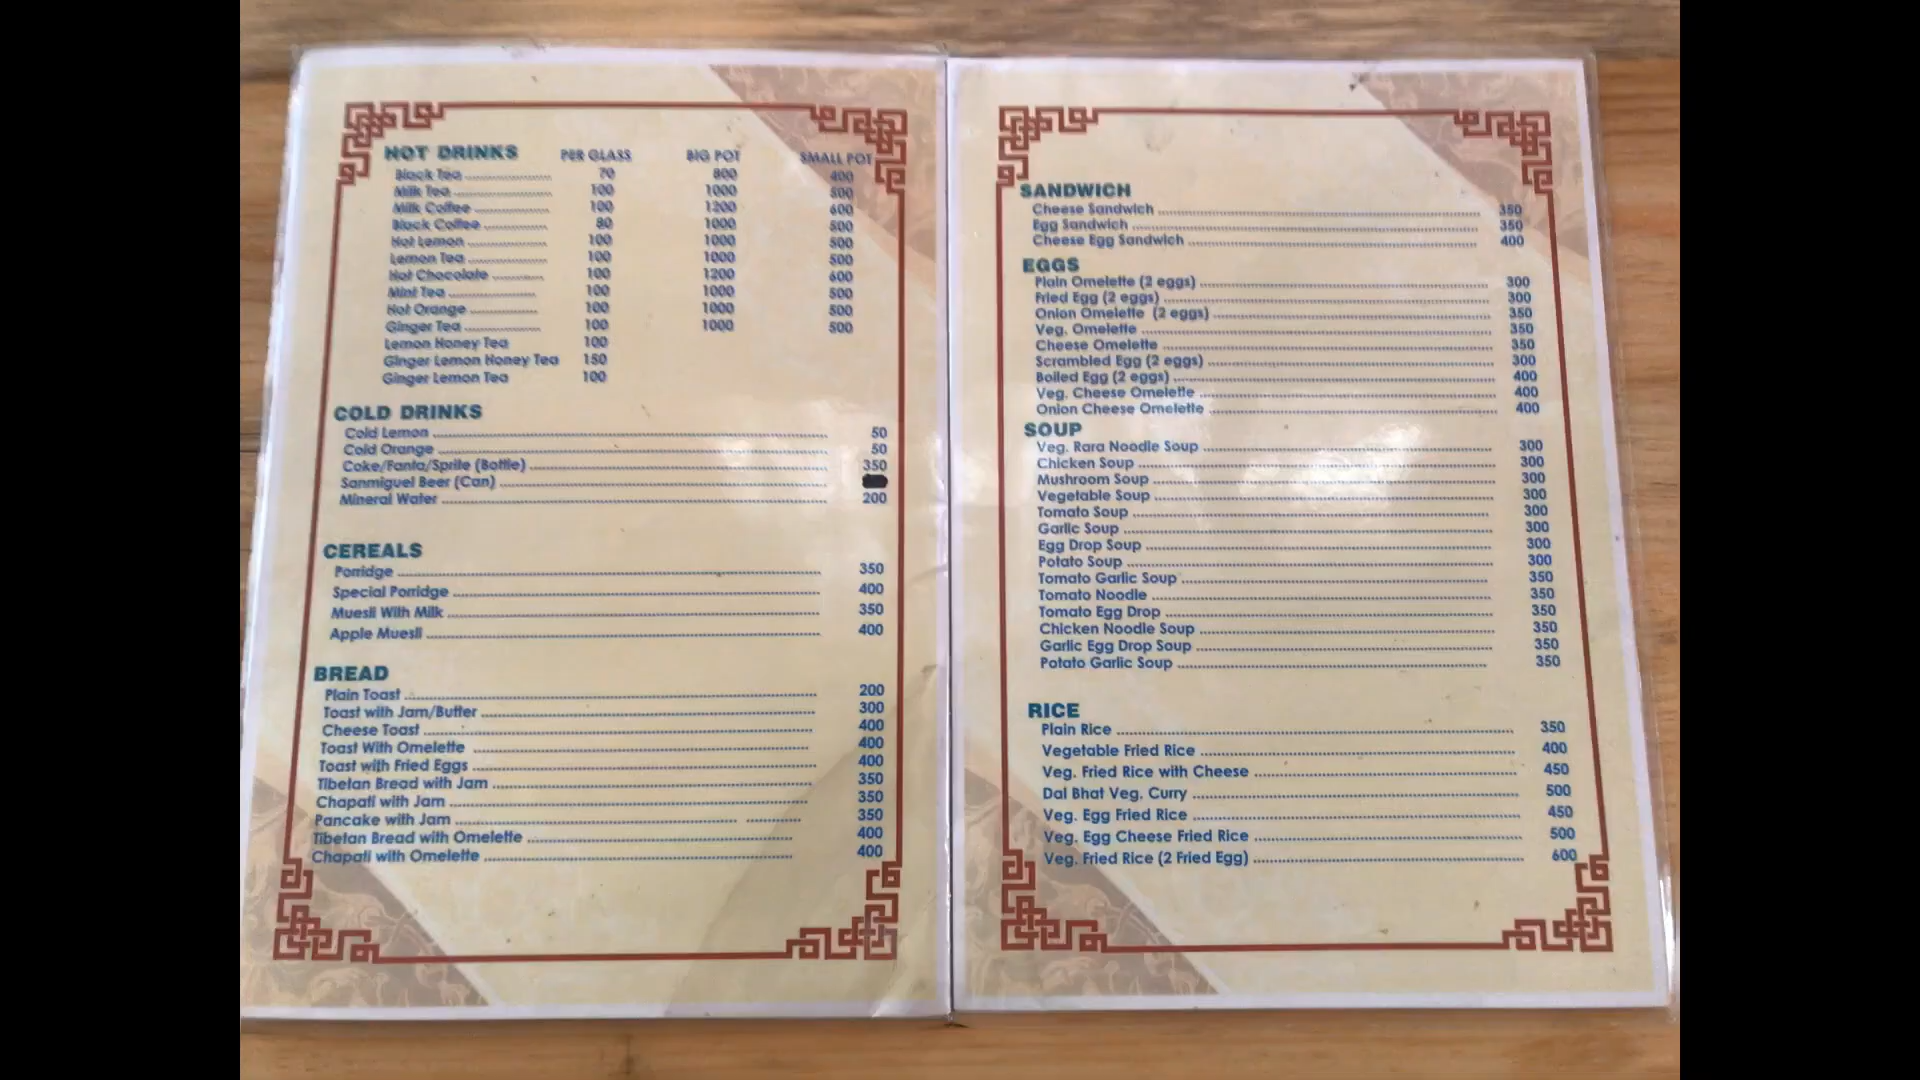 HOT DRINKS PER GLASS BIG POT SMALL POT
Black Tea 70 800 400
Milk Tea 100 1000 500
Milk Coffee 100 1200 600
Black Coffee 80 1000 500
Hot Lemon 100 1000 500
Lemon Tea 100 1000 500
Hot Chocolate 100 1200 600
Mint Tea 100 1000 500
Hot Orange 100 1000 500
Ginger Tea 100 1000 500
Lemon Honey Tea 100
Ginger Lemon Honey Tea 150
Ginger Lemon Tea 100
COLD DRINKS
Cold Lemon 50
Cold Orange 50
Coke/Fanta/Sprite (Bottle) 350
Sanmiguel Beer (Can)
Mineral Water 200
CEREALS
Porridge 350
Special Porridge 400
Muesli With Milk 350
Apple Muesli 400
BREAD
Plain Toast 200
Toast with Jam/Butter 300
Cheese Toast 400
Toast With Omelette 400
Toast with Fried Eggs 400
Tibetan Bread with Jam 350
Chapati with Jam 350
Pancake with Jam 350
Tibetan Bread with Omelette 400
Chapati with Omelette 400
SANDWICH
Cheese Sandwich 350
Egg Sandwich 350
Cheese Egg Sandwich 400
EGGS
Plain Omelette (2 eggs) 300
Fried Egg (2 eggs) 300
Onion Omelette (2 eggs) 350
Veg. Omelette 350
Cheese Omelette 350
Scrambled Egg (2 eggs) 300
Boiled Egg (2 eggs) 400
Veg. Cheese Omelette 400
Onion Cheese Omelette 400
SOUP
Veg. Rara Noodle Soup 300
Chicken Soup 300
Mushroom Soup 300
Vegetable Soup 300
Tomato Soup 300
Garlic Soup 300
Egg Drop Soup 300
Potato Soup 300
Tomato Garlic Soup 350
Tomato Noodle 350
Tomato Egg Drop 350
Chicken Noodle Soup 350
Garlic Egg Drop Soup 350
Potato Garlic Soup 350
RICE
Plain Rice 350
Vegetable Fried Rice 400
Veg. Fried Rice with Cheese 450
Dal Bhat Veg. Curry 500
Veg. Egg Fried Rice 450
Veg. Egg Cheese Fried Rice 500
Veg. Fried Rice (2 Fried Egg) 600